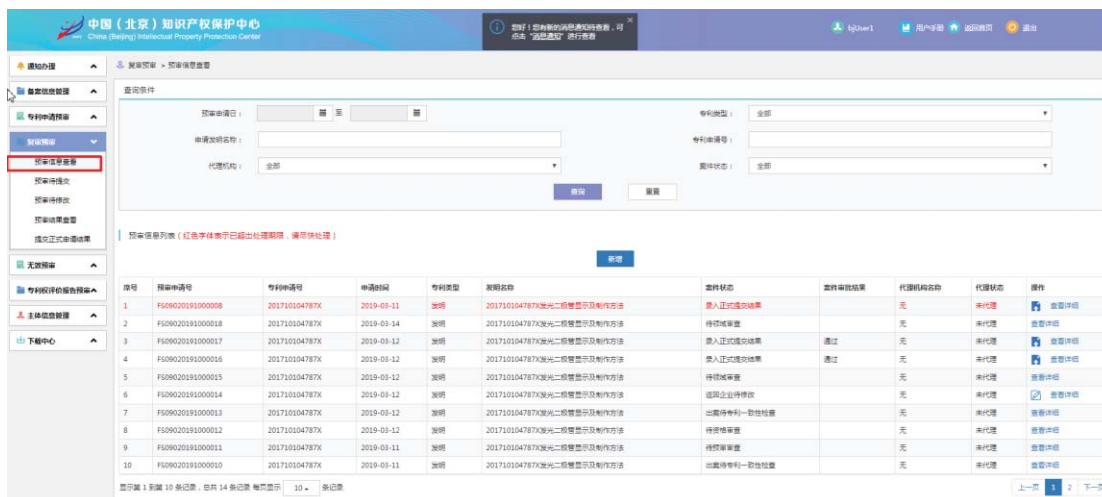 中国（北京）知识产权保护中心
China (Beijing) Intellectual Property Protection Center
您好！您有新的消息通知待查看，可点击"消息通知"进行查看
bjUser1 用户手册 返回首页 退出
通知办理
备案信息管理
专利申请预审
复审预审
预审信息查看
预审待提交
预审待修改
预审结果查看
提交正式申请结果
无效预审
专利权评价报告预审
主体信息管理
下载中心
复审预审 > 预审信息查看
查询条件
预审申请日： 至 专利类型： 全部
申请发明名称： 专利申请号：
代理机构： 全部 案件状态： 全部
查询 重置
预审信息列表（红色字体表示已超出处理期限，请尽快处理）
新增
序号 预审申请号 专利申请号 申请时间 专利类型 发明名称 案件状态 案件审批结果 代理机构名称 代理状态 操作
1 FS09020191000008 201710104787X 2019-03-11 发明 201710104787X发光二极管显示及制作方法 录入正式提交结果 无 未代理 查看详细
2 FS09020191000018 201710104787X 2019-03-14 发明 201710104787X发光二极管显示及制作方法 待领域审查 无 未代理 查看详细
3 FS09020191000017 201710104787X 2019-03-12 发明 201710104787X发光二极管显示及制作方法 录入正式提交结果 通过 无 未代理 查看详细
4 FS09020191000016 201710104787X 2019-03-12 发明 201710104787X发光二极管显示及制作方法 录入正式提交结果 通过 无 未代理 查看详细
5 FS09020191000015 201710104787X 2019-03-12 发明 201710104787X发光二极管显示及制作方法 待领域审查 无 未代理 查看详细
6 FS09020191000014 201710104787X 2019-03-12 发明 201710104787X发光二极管显示及制作方法 返回企业待修改 无 未代理 查看详细
7 FS09020191000013 201710104787X 2019-03-12 发明 201710104787X发光二极管显示及制作方法 出案待专利一致性检查 无 未代理 查看详细
8 FS09020191000012 201710104787X 2019-03-12 发明 201710104787X发光二极管显示及制作方法 待资格审查 无 未代理 查看详细
9 FS09020191000011 201710104787X 2019-03-12 发明 201710104787X发光二极管显示及制作方法 待预审审查 无 未代理 查看详细
10 FS09020191000010 201710104787X 2019-03-12 发明 201710104787X发光二极管显示及制作方法 出案待专利一致性检查 无 未代理 查看详细
显示第 1 到第 10 条记录，总共 14 条记录 每页显示 10 条记录 上一页 1 2 下一页